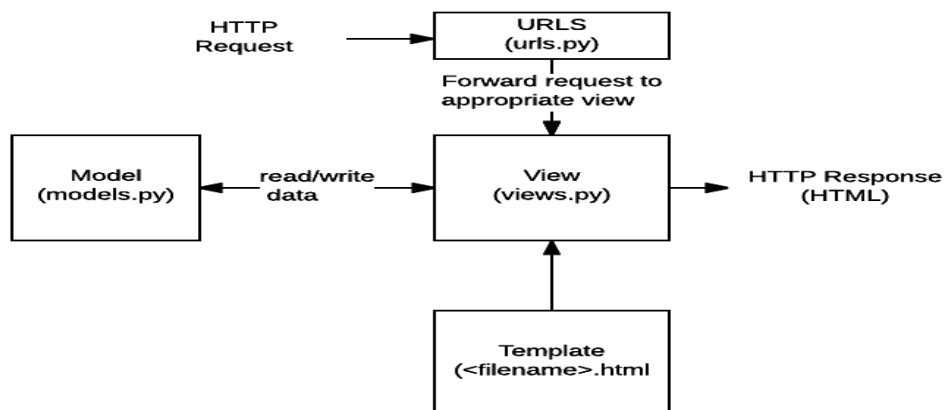 HTTP
Request
URLS
(urls.py)
Forward request to
appropriate view
Model
(models.py)
read/write
data
View
(views.py)
HTTP Response
(HTML)
Template
(<filename>.html